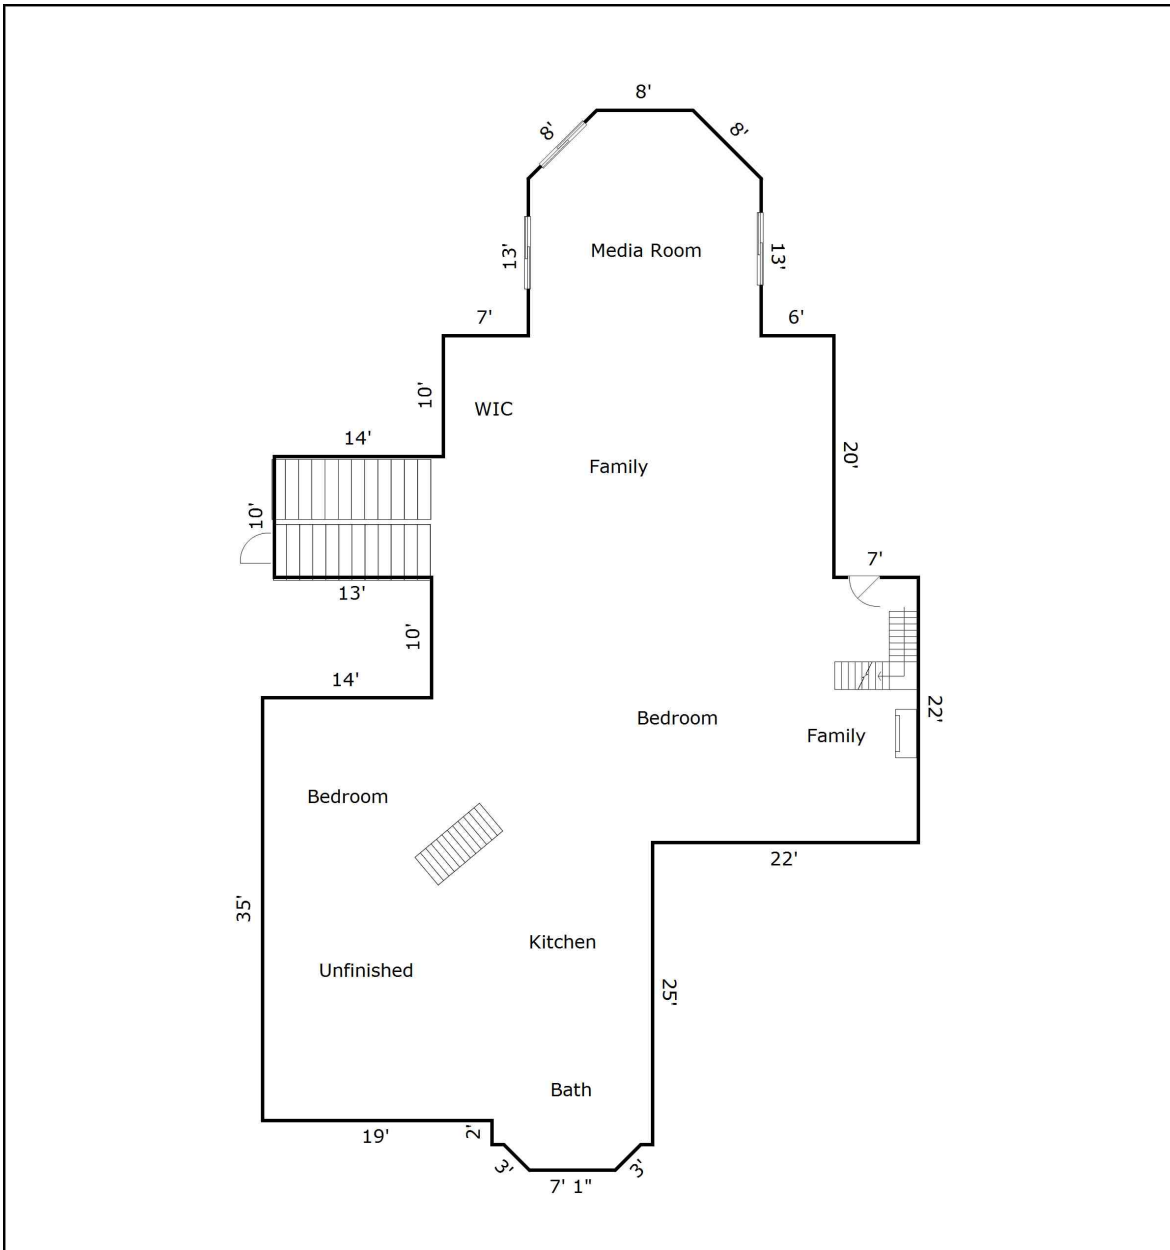 8'
8'
8'
13'
Media Room
13'
7'
6'
10'
WIC
14'
20'
Family
10'
7'
13'
10'
14'
22'
Bedroom
Family
Bedroom
22'
35'
Kitchen
Unfinished
25'
Bath
19'
2'
3'
3'
7' 1"